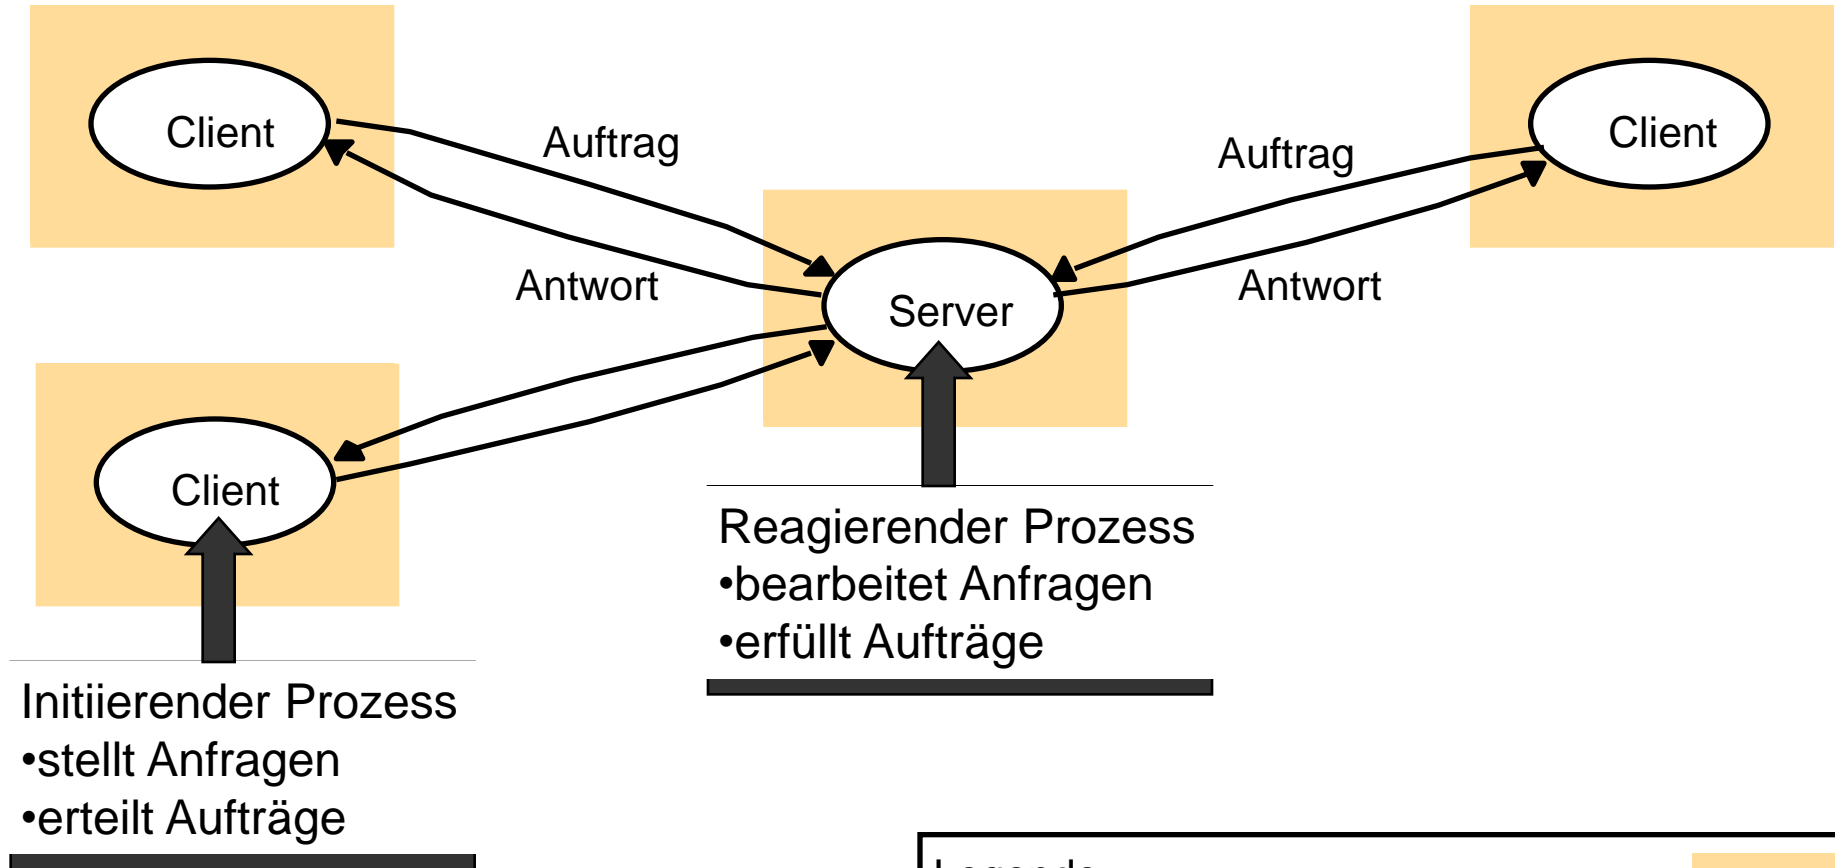 Client
Auftrag
Antwort
Client
Auftrag
Antwort
Server
Client
Reagierender Prozess
•bearbeitet Anfragen
•erfüllt Aufträge
Initiierender Prozess
•stellt Anfragen
•erteilt Aufträge